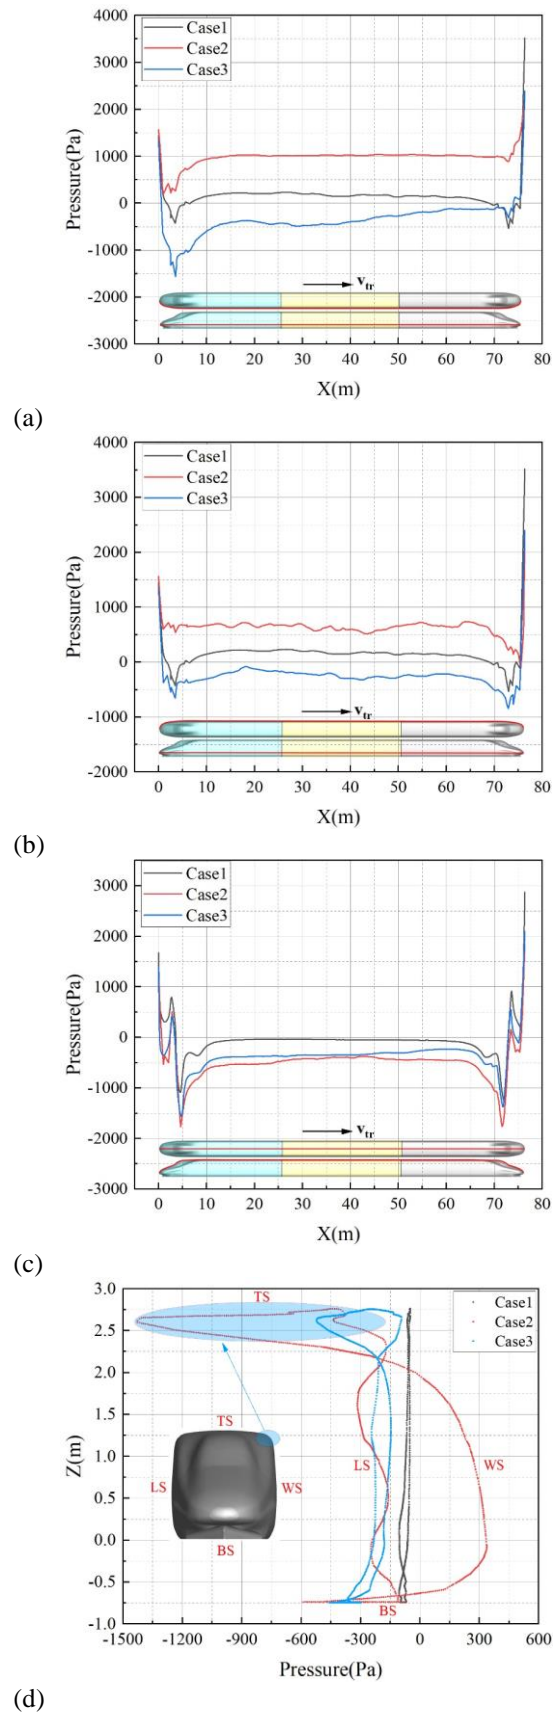 4000
3000
2000
1000
0
-1000
-2000
-3000
Pressure(Pa)
Case1
Case2
Case3
v_tr
0 10 20 30 40 50 60 70 80
X(m)
(a)
4000
3000
2000
1000
0
-1000
-2000
Pressure(Pa)
Case1
Case2
Case3
v_tr
0 10 20 30 40 50 60 70 80
X(m)
(b)
3000
2000
1000
0
-1000
-2000
-3000
Pressure(Pa)
Case1
Case2
Case3
v_tr
0 10 20 30 40 50 60 70 80
X(m)
(c)
3.0
2.5
2.0
1.5
1.0
0.5
0.0
-0.5
-1.0
Z(m)
TS
Case1
Case2
Case3
TS
LS
WS
BS
LS
WS
BS
-1500 -1200 -900 -600 -300 0 300 600
Pressure(Pa)
(d)